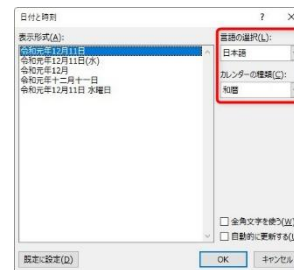 日付と時刻
? ×
表示形式(A):
令和元年12月11日
令和元年12月11日(水)
令和元年12月
令和元年十二月十一日
令和元年12月11日 水曜日
言語の選択(L):
日本語
カレンダーの種類(C):
和暦
全角文字を使う(W)
自動的に更新する(U
既定に設定(D)
OK
キャンセル